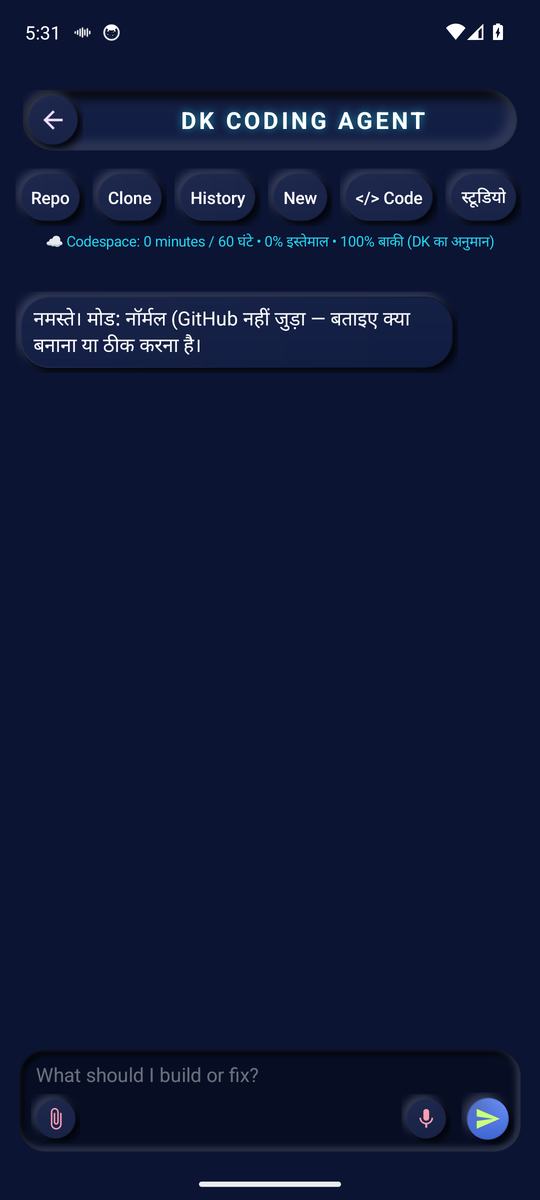 5:31
DK CODING AGENT
Repo Clone History New </> Code स्टूडियो
☁️ Codespace: 0 minutes / 60 घंटे • 0% इस्तेमाल • 100% बाकी (DK का अनुमान)
नमस्ते। मोड: नॉर्मल (GitHub नहीं जुड़ा — बताइए क्या
बनाना या ठीक करना है।
What should I build or fix?